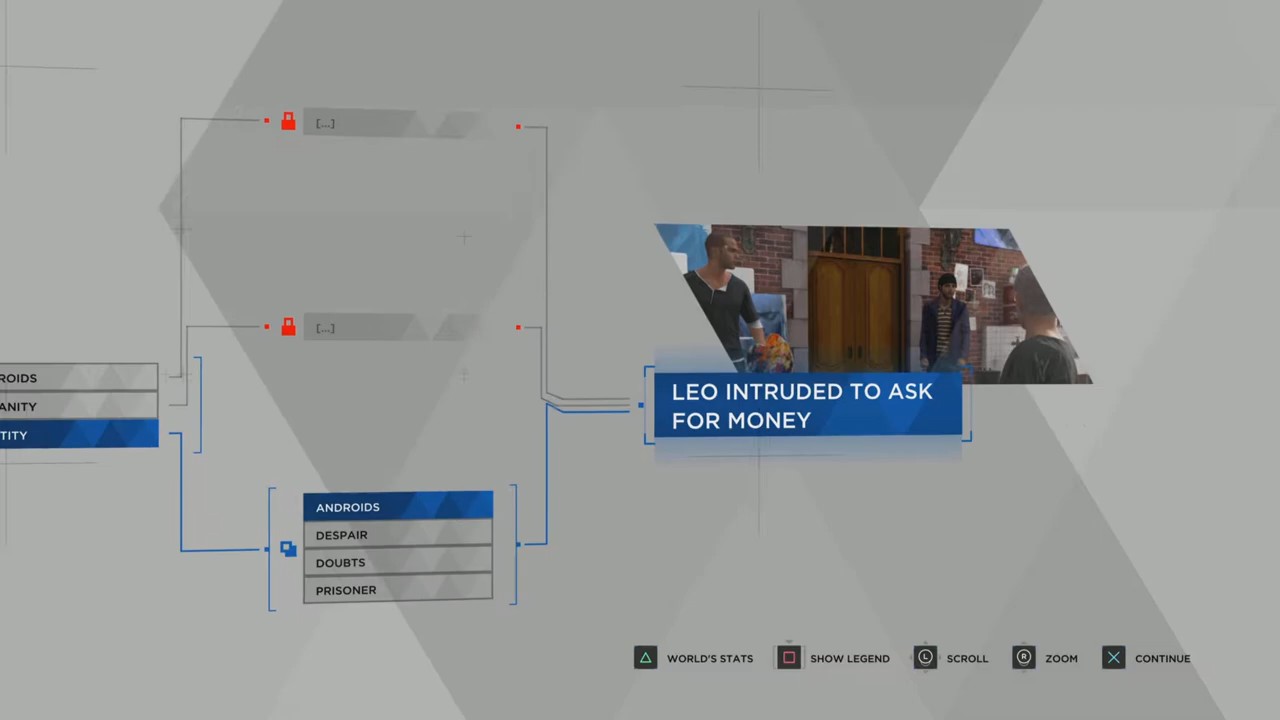 [...]
[...]
ROIDS
ANITY
TITY
LEO INTRUDED TO ASK
FOR MONEY
ANDROIDS
DESPAIR
DOUBTS
PRISONER
WORLD'S STATS
SHOW LEGEND
L
SCROLL
R
ZOOM
CONTINUE